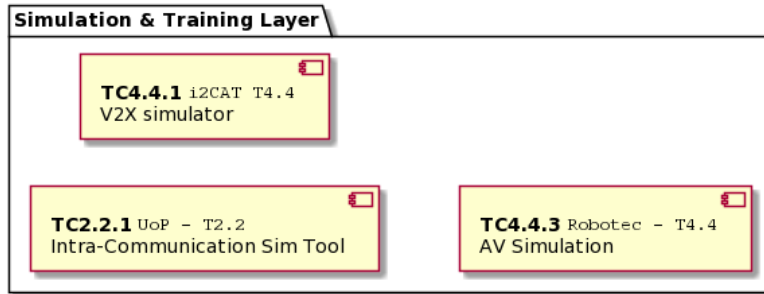 Simulation & Training Layer
TC4.4.1 i2CAT T4.4
V2X simulator
TC2.2.1 UoP - T2.2
Intra-Communication Sim Tool
TC4.4.3 Robotec - T4.4
AV Simulation